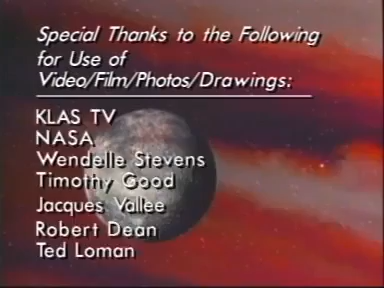 Special Thanks to the Following
for Use of
Video/Film/Photos/Drawings:
KLAS TV
NASA
Wendelle Stevens
Timothy Good
Jacques Vallee
Robert Dean
Ted Loman